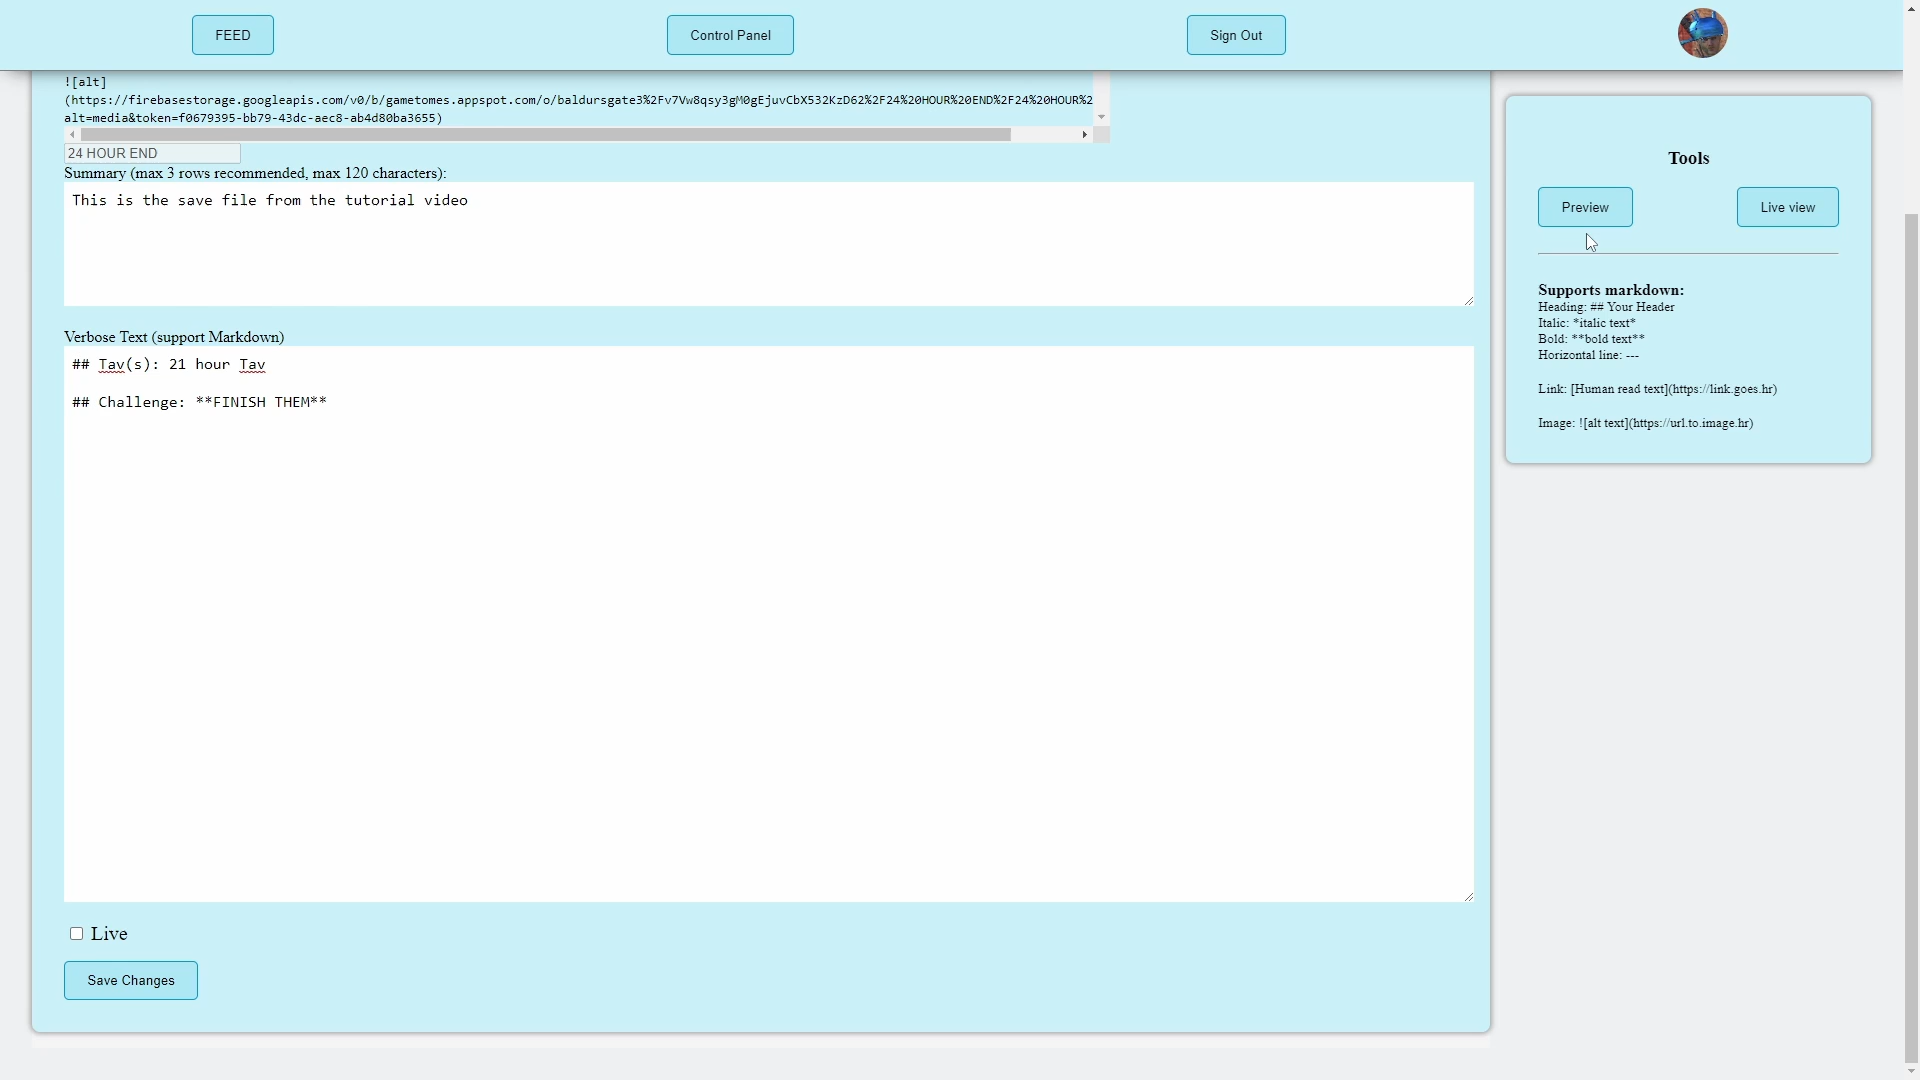 FEED
Control Panel
Sign Out
![alt]
(https://firebasestorage.googleapis.com/v0/b/gametomes.appspot.com/o/baldursgate3%2Fv7Vw8qsy3gM0gEjuvCbX532KzD62%2F24%20HOUR%20END%2F24%20HOUR%2
alt=media&token=f0679395-bb79-43dc-aec8-ab4d80ba3655)
24 HOUR END
Summary (max 3 rows recommended, max 120 characters):
This is the save file from the tutorial video
Verbose Text (support Markdown)
## Tav(s): 21 hour Tav
## Challenge: **FINISH THEM**
Live
Save Changes
Tools
Preview
Live view
Supports markdown:
Heading: ## Your Header
Italic: *italic text*
Bold: **bold text**
Horizontal line: ---
Link: [Human read text](https://link.goes.hr)
Image: ![alt text](https://url.to.image.hr)